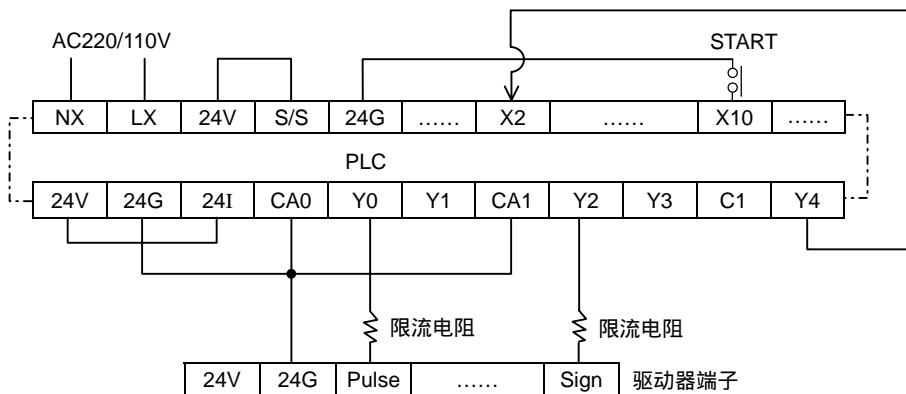 AC220/110V
START
NX LX 24V S/S 24G …… X2 …… X10 ……
PLC
24V 24G 24I CA0 Y0 Y1 CA1 Y2 Y3 C1 Y4
限流电阻 限流电阻
24V 24G Pulse …… Sign 驱动器端子